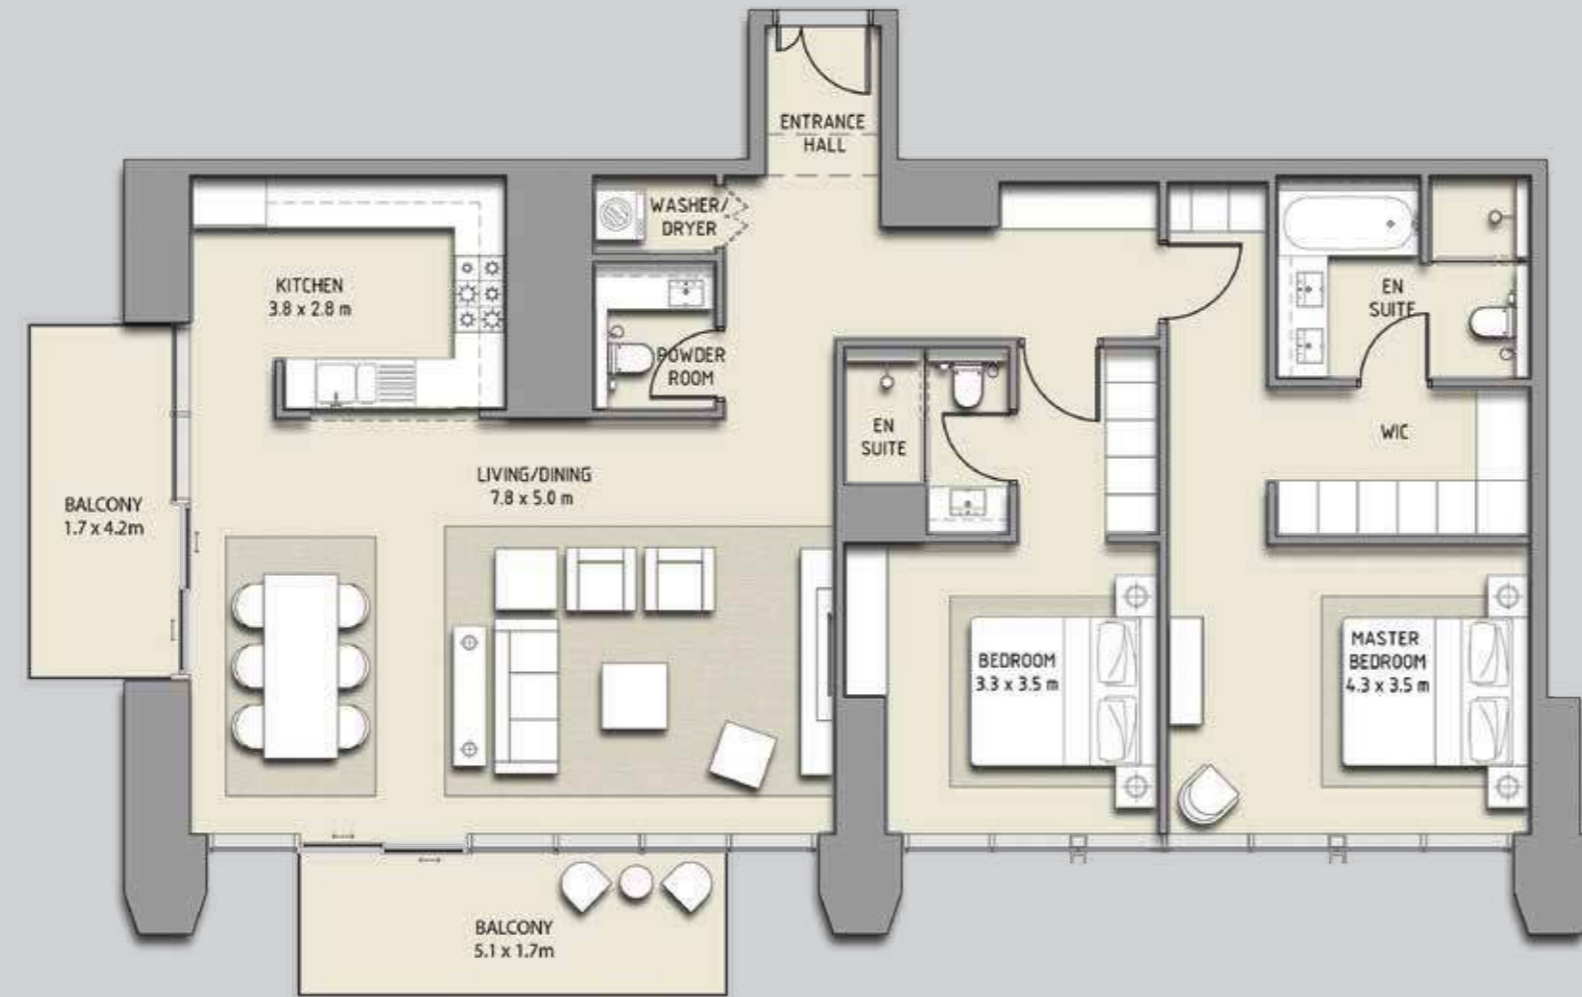 ENTRANCE
HALL
WASHER/
DRYER
KITCHEN
3.8 x 2.8 m
EN
SUITE
POWDER
ROOM
EN
SUITE
WIC
LIVING/DINING
7.8 x 5.0 m
BALCONY
1.7 x 4.2m
BEDROOM
3.3 x 3.5 m
MASTER
BEDROOM
4.3 x 3.5 m
BALCONY
5.1 x 1.7m